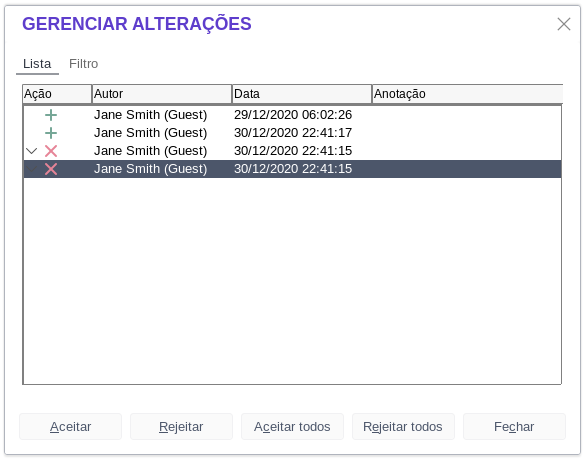 GERENCIAR ALTERAÇÕES
Lista Filtro
Ação Autor Data Anotação
Jane Smith (Guest) 29/12/2020 06:02:26
Jane Smith (Guest) 30/12/2020 22:41:17
Jane Smith (Guest) 30/12/2020 22:41:15
Jane Smith (Guest) 30/12/2020 22:41:15
Aceitar Rejeitar Aceitar todos Rejeitar todos Fechar